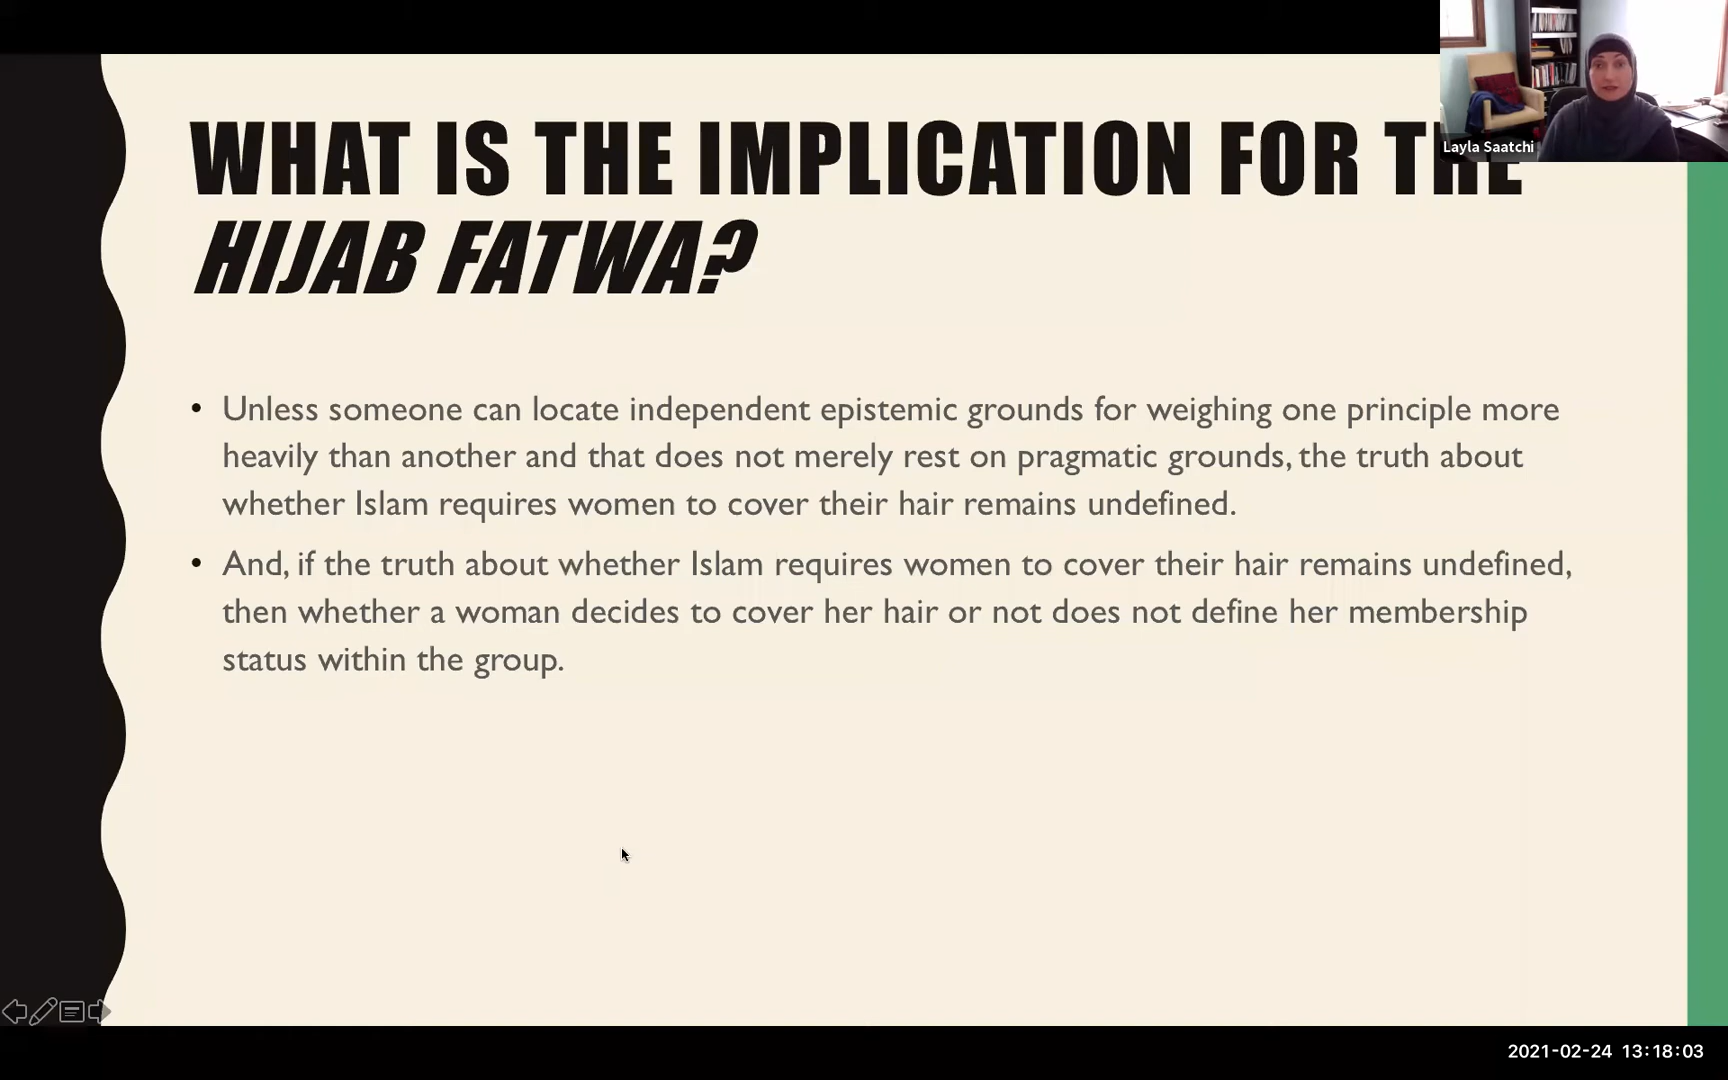 WHAT IS THE IMPLICATION FOR THE
HIJAB FATWA?
Layla Saatchi
• Unless someone can locate independent epistemic grounds for weighing one principle more
heavily than another and that does not merely rest on pragmatic grounds, the truth about
whether Islam requires women to cover their hair remains undefined.
• And, if the truth about whether Islam requires women to cover their hair remains undefined,
then whether a woman decides to cover her hair or not does not define her membership
status within the group.
2021-02-24 13:18:03